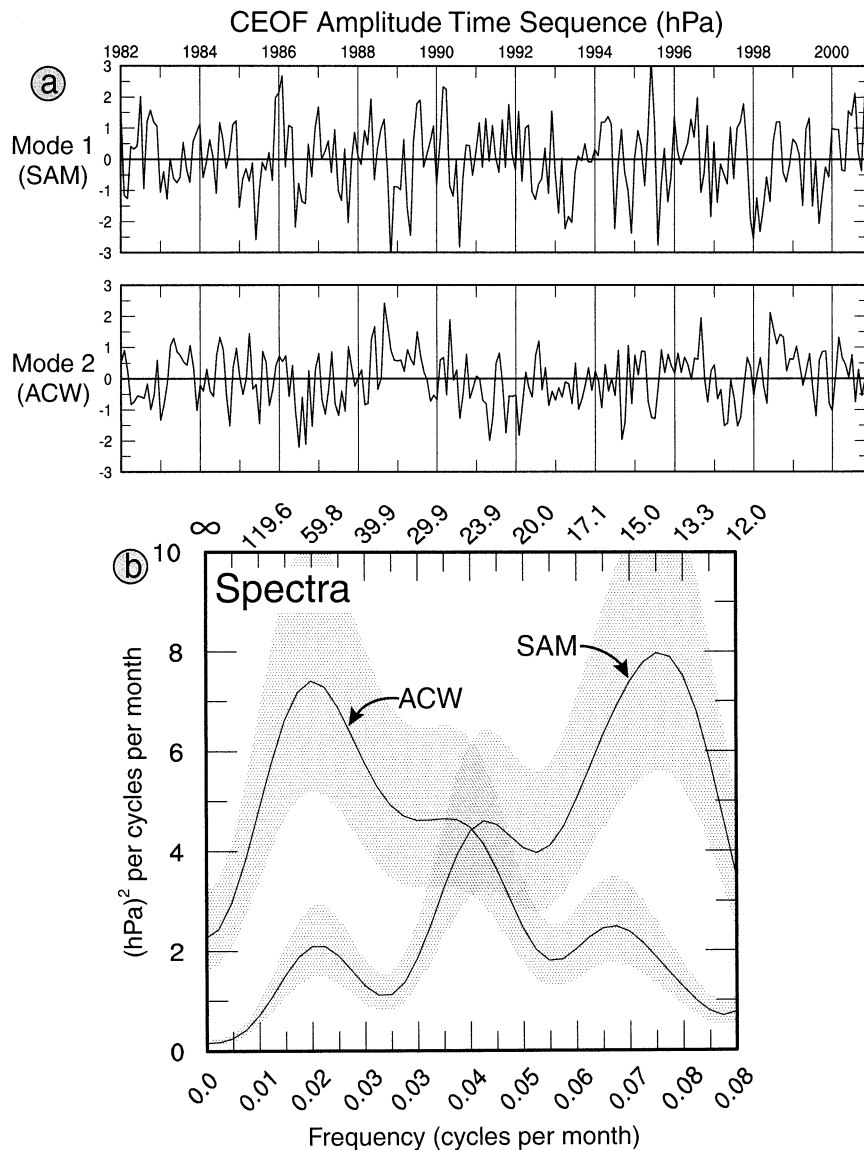 CEOF Amplitude Time Sequence (hPa)
1982 1984 1986 1988 1990 1992 1994 1996 1998 2000
a
3
2
1
0
-1
-2
-3
Mode 1
(SAM)
3
2
1
0
-1
-2
-3
Mode 2
(ACW)
∞ 119.6 59.8 39.9 29.9 23.9 20.0 17.1 15.0 13.3 12.0
b
Spectra
10
8
6
4
2
0
SAM
ACW
(hPa)² per cycles per month
0.0 0.01 0.02 0.03 0.03 0.04 0.05 0.06 0.07 0.08 0.08
Frequency (cycles per month)